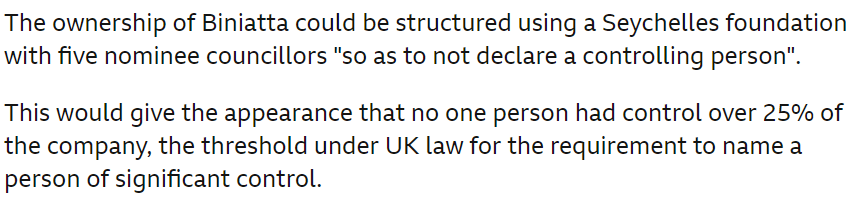 The ownership of Biniatta could be structured using a Seychelles foundation
with five nominee councillors "so as to not declare a controlling person".
This would give the appearance that no one person had control over 25% of
the company, the threshold under UK law for the requirement to name a
person of significant control.